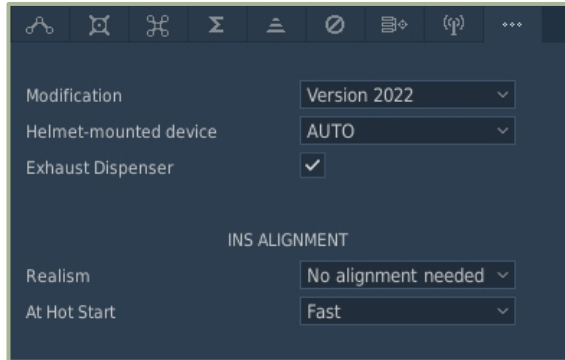 Modification Version 2022
Helmet-mounted device AUTO
Exhaust Dispenser
INS ALIGNMENT
Realism No alignment needed
At Hot Start Fast